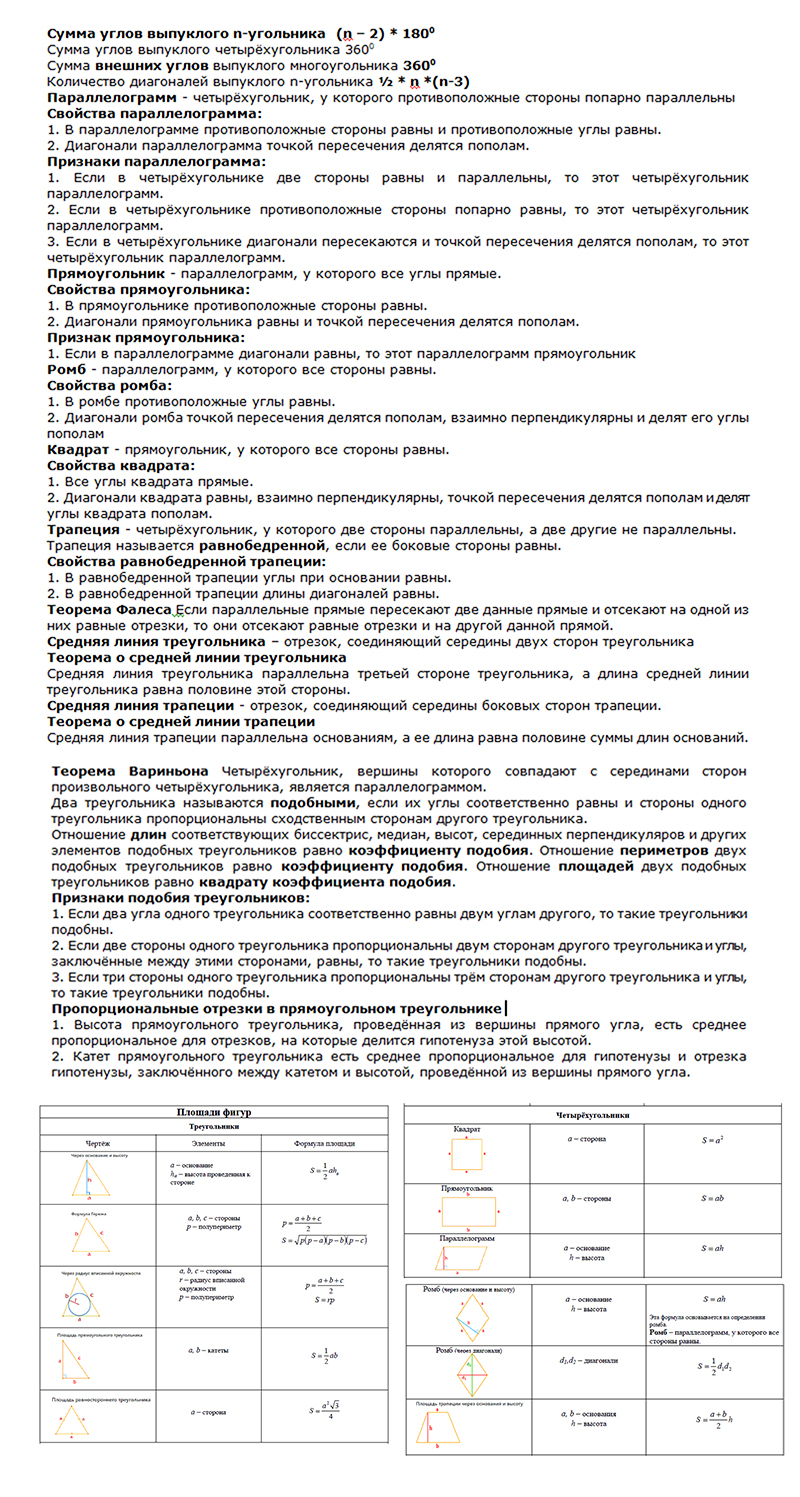 Сумма углов выпуклого n-угольника (n – 2) * 180⁰
Сумма углов выпуклого четырёхугольника 360⁰
Сумма внешних углов выпуклого многоугольника 360⁰
Количество диагоналей выпуклого n-угольника ½ * n *(n-3)
Параллелограмм - четырёхугольник, у которого противоположные стороны попарно параллельны
Свойства параллелограмма:
1. В параллелограмме противоположные стороны равны и противоположные углы равны.
2. Диагонали параллелограмма точкой пересечения делятся пополам.
Признаки параллелограмма:
1. Если в четырёхугольнике две стороны равны и параллельны, то этот четырёхугольник
параллелограмм.
2. Если в четырёхугольнике противоположные стороны попарно равны, то этот четырёхугольник
параллелограмм.
3. Если в четырёхугольнике диагонали пересекаются и точкой пересечения делятся пополам, то этот
четырёхугольник параллелограмм.
Прямоугольник - параллелограмм, у которого все углы прямые.
Свойства прямоугольника:
1. В прямоугольнике противоположные стороны равны.
2. Диагонали прямоугольника равны и точкой пересечения делятся пополам.
Признак прямоугольника:
1. Если в параллелограмме диагонали равны, то этот параллелограмм прямоугольник
Ромб - параллелограмм, у которого все стороны равны.
Свойства ромба:
1. В ромбе противоположные углы равны.
2. Диагонали ромба точкой пересечения делятся пополам, взаимно перпендикулярны и делят его углы
пополам
Квадрат - прямоугольник, у которого все стороны равны.
Свойства квадрата:
1. Все углы квадрата прямые.
2. Диагонали квадрата равны, взаимно перпендикулярны, точкой пересечения делятся пополам и делят
углы квадрата пополам.
Трапеция - четырёхугольник, у которого две стороны параллельны, а две другие не параллельны.
Трапеция называется равнобедренной, если ее боковые стороны равны.
Свойства равнобедренной трапеции:
1. В равнобедренной трапеции углы при основании равны.
2. В равнобедренной трапеции длины диагоналей равны.
Теорема Фалеса Если параллельные прямые пересекают две данные прямые и отсекают на одной из
них равные отрезки, то они отсекают равные отрезки и на другой данной прямой.
Средняя линия треугольника – отрезок, соединяющий середины двух сторон треугольника
Теорема о средней линии треугольника
Средняя линия треугольника параллельна третьей стороне треугольника, а длина средней линии
треугольника равна половине этой стороны.
Средняя линия трапеции - отрезок, соединяющий середины боковых сторон трапеции.
Теорема о средней линии трапеции
Средняя линия трапеции параллельна основаниям, а ее длина равна половине суммы длин оснований.
Теорема Вариньона Четырёхугольник, вершины которого совпадают с серединами сторон
произвольного четырёхугольника, является параллелограммом.
Два треугольника называются подобными, если их углы соответственно равны и стороны одного
треугольника пропорциональны сходственным сторонам другого треугольника.
Отношение длин соответствующих биссектрис, медиан, высот, серединных перпендикуляров и других
элементов подобных треугольников равно коэффициенту подобия. Отношение периметров двух
подобных треугольников равно коэффициенту подобия. Отношение площадей двух подобных
треугольников равно квадрату коэффициента подобия.
Признаки подобия треугольников:
1. Если два угла одного треугольника соответственно равны двум углам другого, то такие треугольники
подобны.
2. Если две стороны одного треугольника пропорциональны двум сторонам другого треугольника и углы,
заключённые между этими сторонами, равны, то такие треугольники подобны.
3. Если три стороны одного треугольника пропорциональны трём сторонам другого треугольника и углы,
то такие треугольники подобны.
Пропорциональные отрезки в прямоугольном треугольнике
1. Высота прямоугольного треугольника, проведённая из вершины прямого угла, есть среднее
пропорциональное для отрезков, на которые делится гипотенуза этой высотой.
2. Катет прямоугольного треугольника есть среднее пропорциональное для гипотенузы и отрезка
гипотенузы, заключённого между катетом и высотой, проведённой из вершины прямого угла.
Площади фигур
Треугольники
Чертёж Элементы Формула площади
Через основание и высоту
h
a
a – основание
hₐ – высота проведенная к
стороне
S = 1/2 ahₐ
Формула Герона
b c
a
a, b, c – стороны
p – полупериметр
p = (a + b + c)/2
S = √(p(p – a)(p – b)(p – c))
Через радиус вписанной окружности
b c
r
a
a, b, c – стороны
r – радиус вписанной
окружности
p – полупериметр
p = (a + b + c)/2
S = rp
Площадь прямоугольного треугольника
a c
b
a, b – катеты
S = 1/2 ab
Площадь равностороннего треугольника
a a
a
a – сторона
S = a²√3/4
Четырёхугольники
Квадрат
a a
a – сторона
S = a²
Прямоугольник
b
a a
b
a, b – стороны
S = ab
Параллелограмм
h
a
a – основание
h – высота
S = ah
Ромб (через основание и высоту)
a a
h
a a
a – основание
h – высота
S = ah
Эта формула основывается на определении
ромба.
Ромб – параллелограмм, у которого все
стороны равны.
Ромб (через диагонали)
d₂
d₁
d₁,d₂ – диагонали
S = 1/2 d₁d₂
Площадь трапеции через основание и высоту
a
h
b
a, b – основания
h – высота
S = (a + b)/2 h